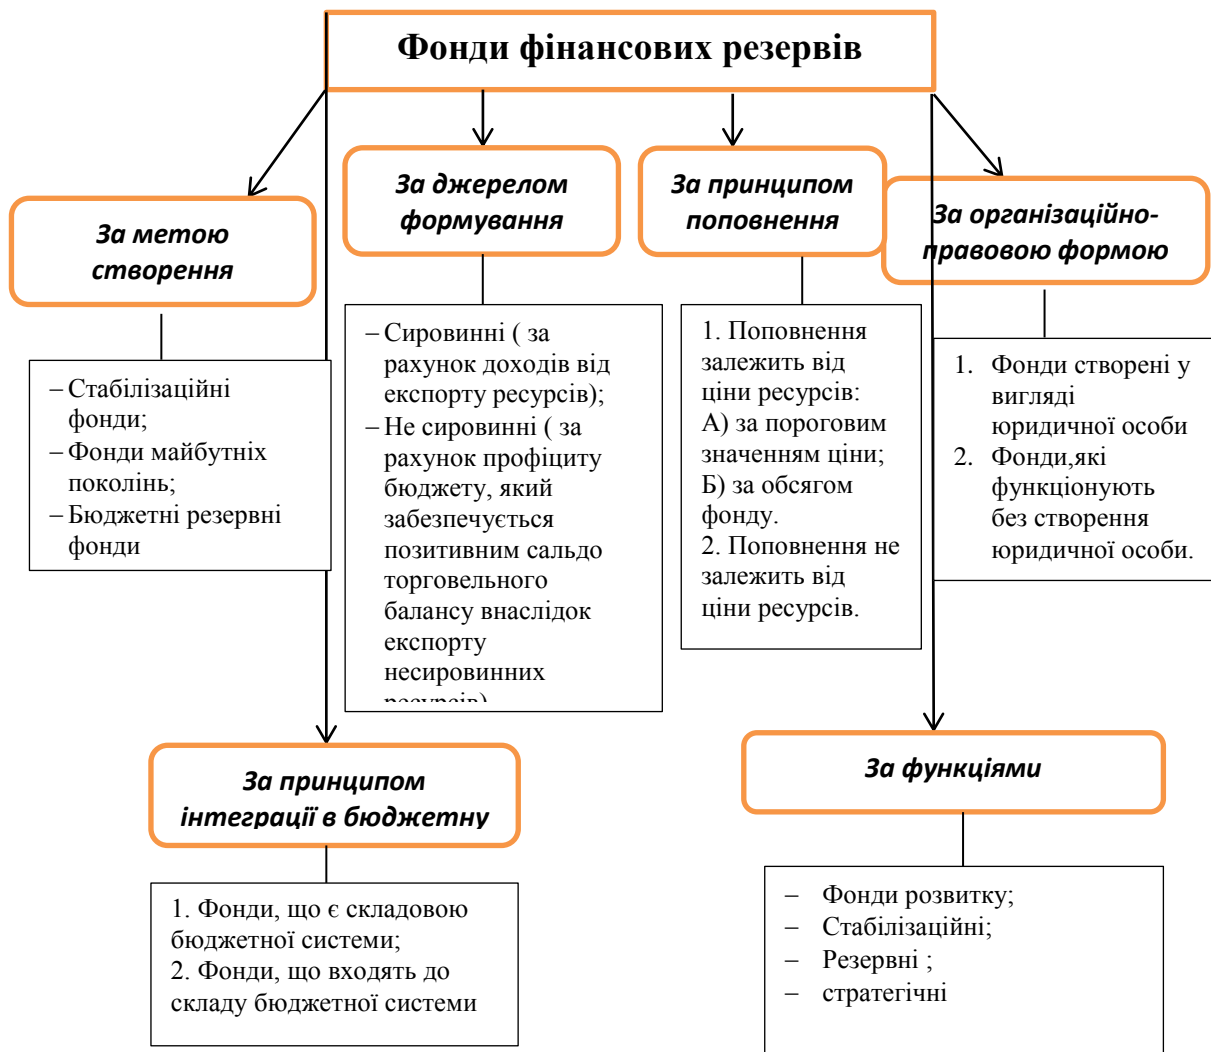 Фонди фінансових резервів
За метою
створення
– Стабілізаційні
фонди;
– Фонди майбутніх
поколінь;
– Бюджетні резервні
фонди
За джерелом
формування
– Сировинні ( за
рахунок доходів від
експорту ресурсів);
– Не сировинні ( за
рахунок профіциту
бюджету, який
забезпечується
позитивним сальдо
торговельного
балансу внаслідок
експорту
несировинних
ресурсів)
За принципом
поповнення
1. Поповнення
залежить від
ціни ресурсів:
А) за пороговим
значенням ціни;
Б) за обсягом
фонду.
2. Поповнення не
залежить від
ціни ресурсів.
За організаційно-
правовою формою
1. Фонди створені у
вигляді
юридичної особи
2. Фонди,які
функціонують
без створення
юридичної особи.
За принципом
інтеграції в бюджетну
1. Фонди, що є складовою
бюджетної системи;
2. Фонди, що входять до
складу бюджетної системи
За функціями
– Фонди розвитку;
– Стабілізаційні;
– Резервні ;
– стратегічні